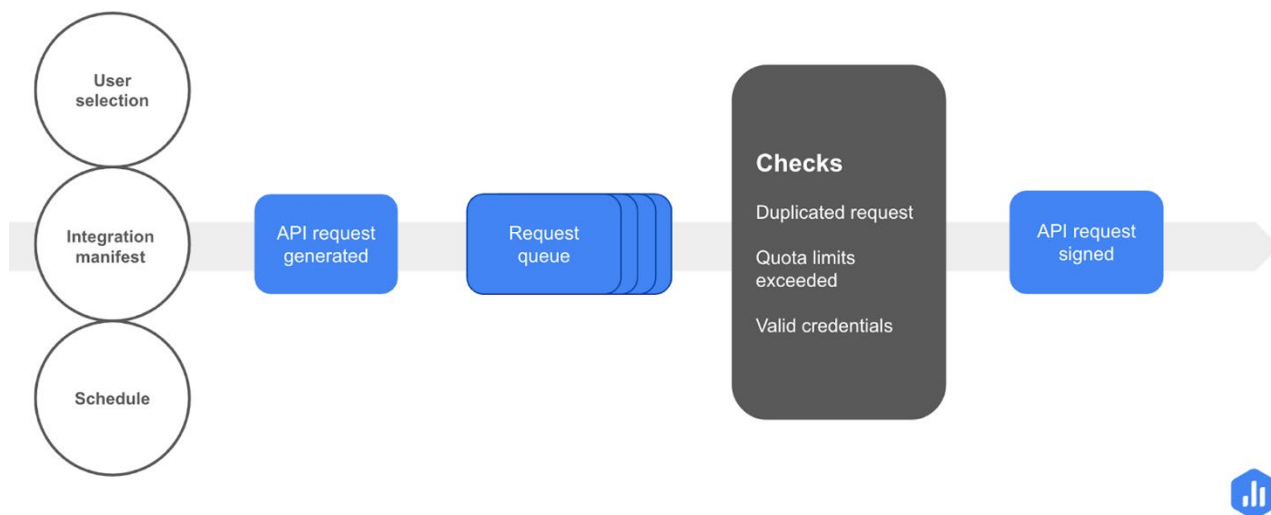 User
selection
Integration
manifest
Schedule
API request
generated
Request
queue
Checks
Duplicated request
Quota limits
exceeded
Valid credentials
API request
signed